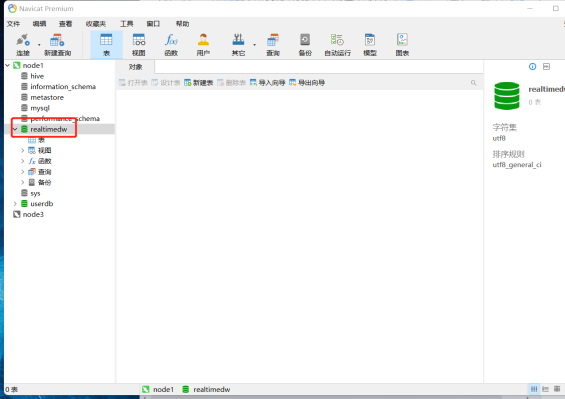 Navicat Premium
文件 编辑 查看 收藏夹 工具 窗口 帮助
连接 新建查询 表 视图 函数 用户 其它 查询 备份 自动运行 模型 图表
node1
hive
information_schema
metastore
mysql
performance_schema
realtimedw
表
视图
函数
查询
备份
sys
userdb
node3
对象
打开表 设计表 新建表 删除表 导入向导 导出向导
realtimedw
0 表
字符集
utf8
排序规则
utf8_general_ci
0 表 node1 realtimedw